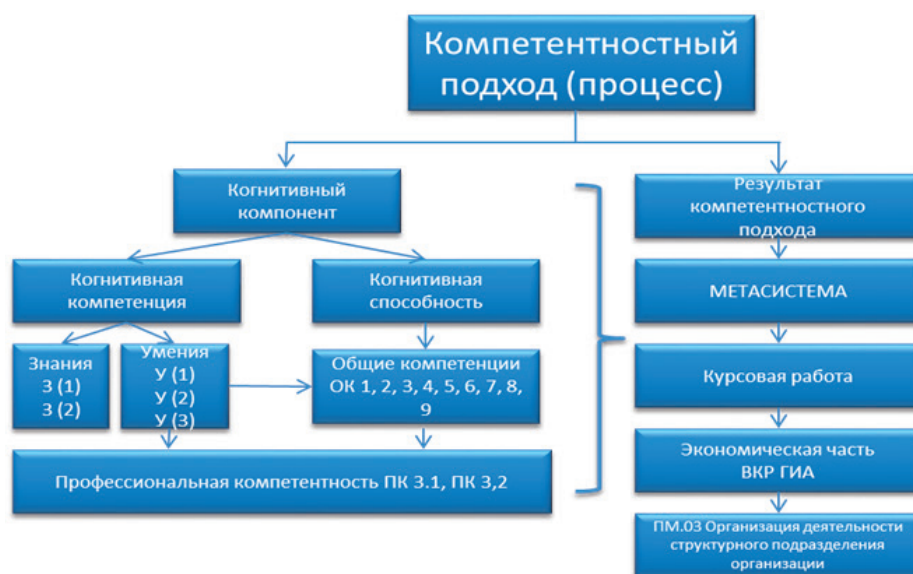 Компетентностный
подход (процесс)
Когнитивный
компонент
Когнитивная
компетенция
Когнитивная
способность
Знания
З (1)
З (2)
Умения
У (1)
У (2)
У (3)
Общие компетенции
ОК 1, 2, 3, 4, 5, 6, 7, 8,
9
Профессиональная компетентность ПК 3.1, ПК 3,2
Результат
компетентностного
подхода
МЕТАСИСТЕМА
Курсовая работа
Экономическая часть
ВКР ГИА
ПМ.03 Организация деятельности
структурного подразделения
организации